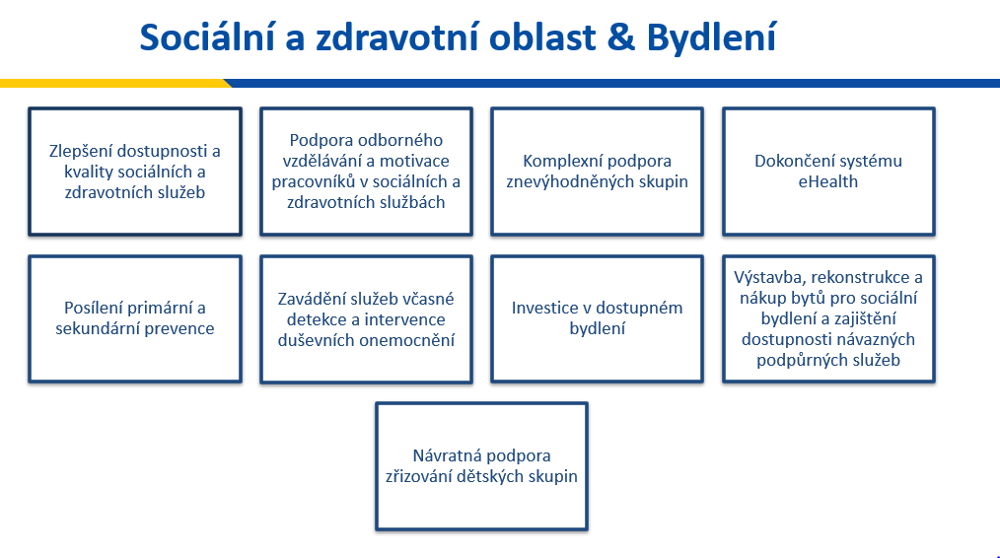 Sociální a zdravotní oblast & Bydlení
Zlepšení dostupnosti a
kvality sociálních a
zdravotních služeb
Podpora odborného
vzdělávání a motivace
pracovníků v sociálních a
zdravotních službách
Komplexní podpora
znevýhodněných skupin
Dokončení systému
eHealth
Posílení primární a
sekundární prevence
Zavádění služeb včasné
detekce a intervence
duševních onemocnění
Investice v dostupném
bydlení
Výstavba, rekonstrukce a
nákup bytů pro sociální
bydlení a zajištění
dostupnosti návazných
podpůrných služeb
Návratná podpora
zřizování dětských skupin